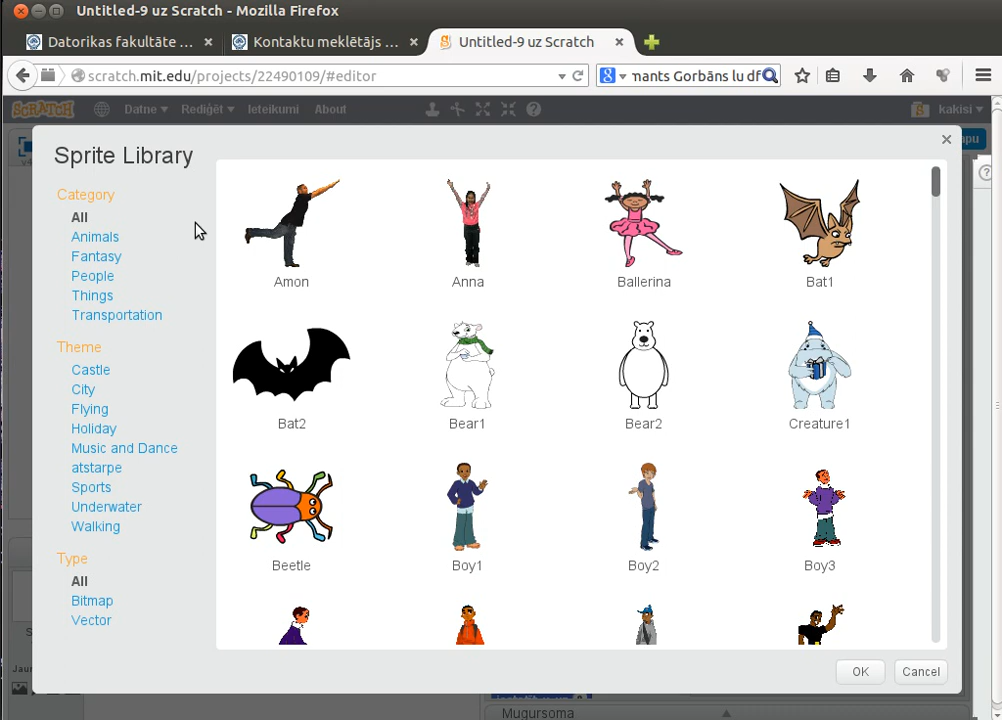 Untitled-9 uz Scratch - Mozilla Firefox
Datorikas fakultāte ...
Kontaktu meklētājs ...
Untitled-9 uz Scratch
scratch.mit.edu/projects/22490109/#editor
mants Gorbāns lu df
SCRATCH
Datne
Rediģēt
Ieteikumi
About
kakisi
Sprite Library
Category
All
Animals
Fantasy
People
Things
Transportation
Theme
Castle
City
Flying
Holiday
Music and Dance
atstarpe
Sports
Underwater
Walking
Type
All
Bitmap
Vector
Amon
Anna
Ballerina
Bat1
Bat2
Bear1
Bear2
Creature1
Beetle
Boy1
Boy2
Boy3
OK
Cancel
Mugursoma